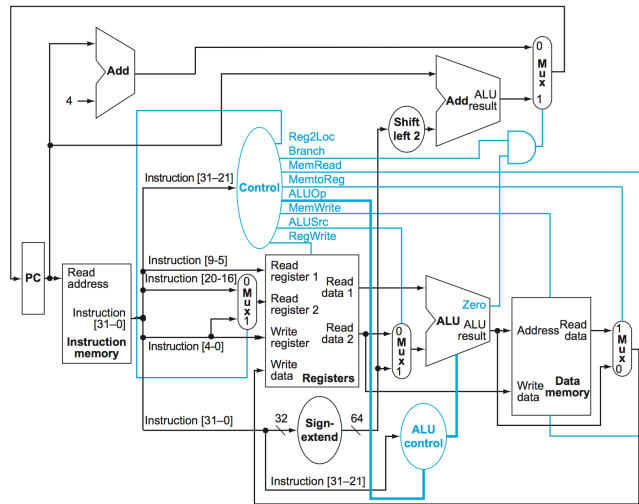 0
Mux
1
Add
4
Add
ALU
result
Shift
left 2
Reg2Loc
Branch
MemRead
MemtoReg
ALUOp
MemWrite
ALUSrc
RegWrite
Control
Instruction [31–21]
Instruction [9-5]
Instruction [20-16]
Instruction [4-0]
PC
Read
address
Instruction
[31–0]
Instruction
memory
0
Mux
1
Read
register 1
Read
register 2
Write
register
Write
data
Read
data 1
Read
data 2
Registers
0
Mux
1
Zero
ALU
ALU
result
Address
Read
data
Write
data
Data
memory
1
Mux
0
Instruction [31–0]
32
Sign-
extend
64
ALU
control
Instruction [31–21]